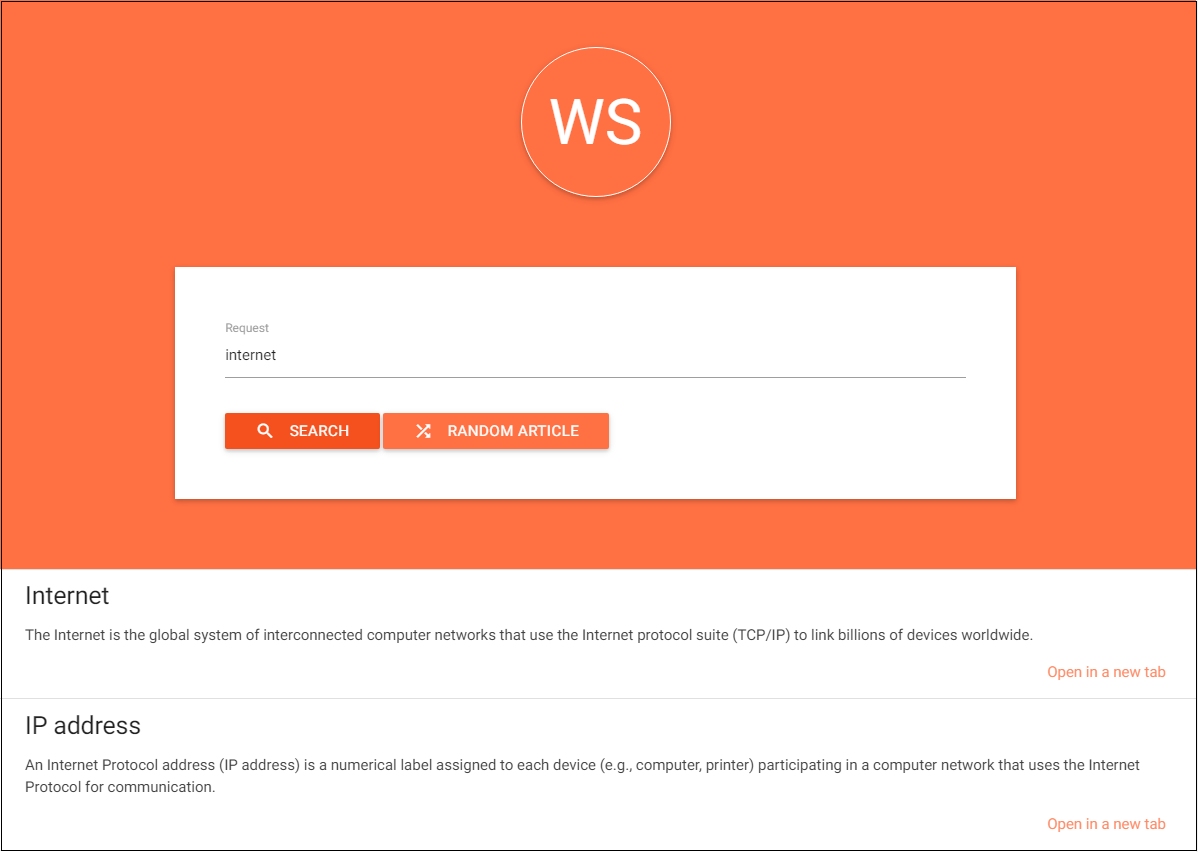 WS
Request
internet
SEARCH
RANDOM ARTICLE
Internet
The Internet is the global system of interconnected computer networks that use the Internet protocol suite (TCP/IP) to link billions of devices worldwide.
Open in a new tab
IP address
An Internet Protocol address (IP address) is a numerical label assigned to each device (e.g., computer, printer) participating in a computer network that uses the Internet
Protocol for communication.
Open in a new tab